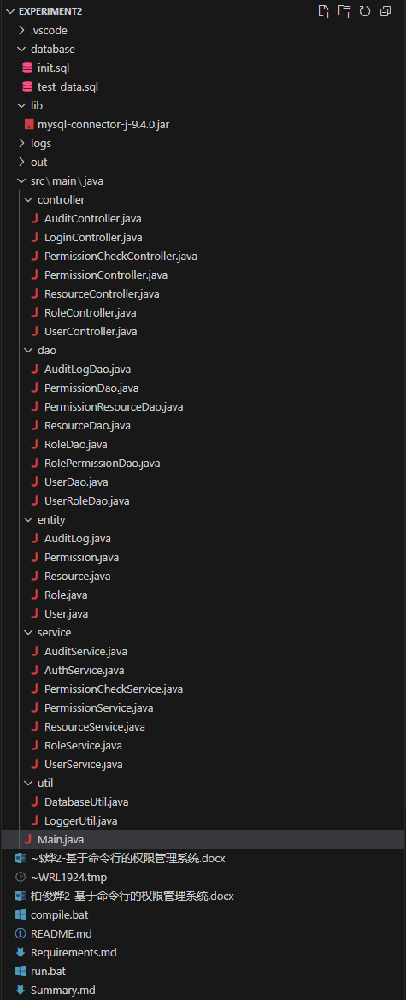 EXPERIMENT2
.vscode
database
init.sql
test_data.sql
lib
mysql-connector-j-9.4.0.jar
logs
out
src\main\java
controller
AuditController.java
LoginController.java
PermissionCheckController.java
PermissionController.java
ResourceController.java
RoleController.java
UserController.java
dao
AuditLogDao.java
PermissionDao.java
PermissionResourceDao.java
ResourceDao.java
RoleDao.java
RolePermissionDao.java
UserDao.java
UserRoleDao.java
entity
AuditLog.java
Permission.java
Resource.java
Role.java
User.java
service
AuditService.java
AuthService.java
PermissionCheckService.java
PermissionService.java
ResourceService.java
RoleService.java
UserService.java
util
DatabaseUtil.java
LoggerUtil.java
Main.java
~$烨2-基于命令行的权限管理系统.docx
~WRL1924.tmp
柏俊烨2-基于命令行的权限管理系统.docx
compile.bat
README.md
Requirements.md
run.bat
Summary.md